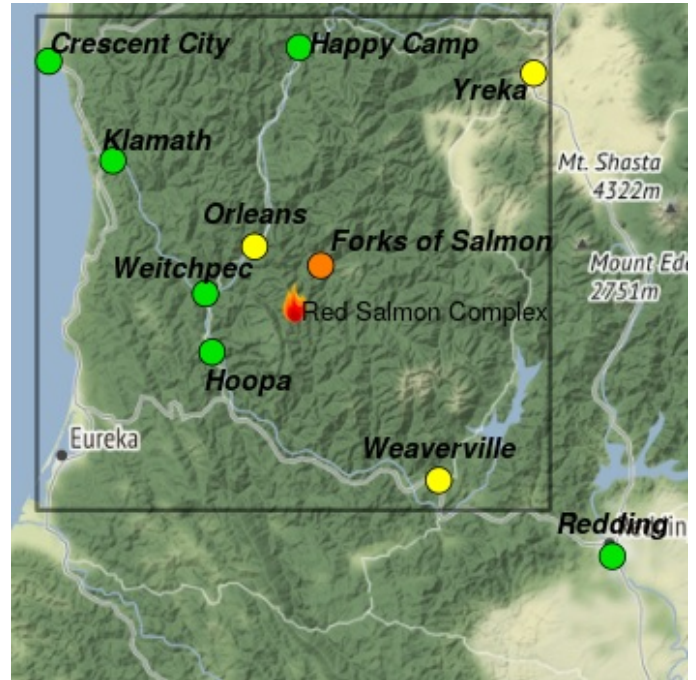 Crescent City
Happy Camp
Yreka
Klamath
Mt. Shasta
4322m
Orleans
Forks of Salmon
Weitchpec
Mount Ed
2751m
Red Salmon Complex
Hoopa
Eureka
Weaverville
Redding